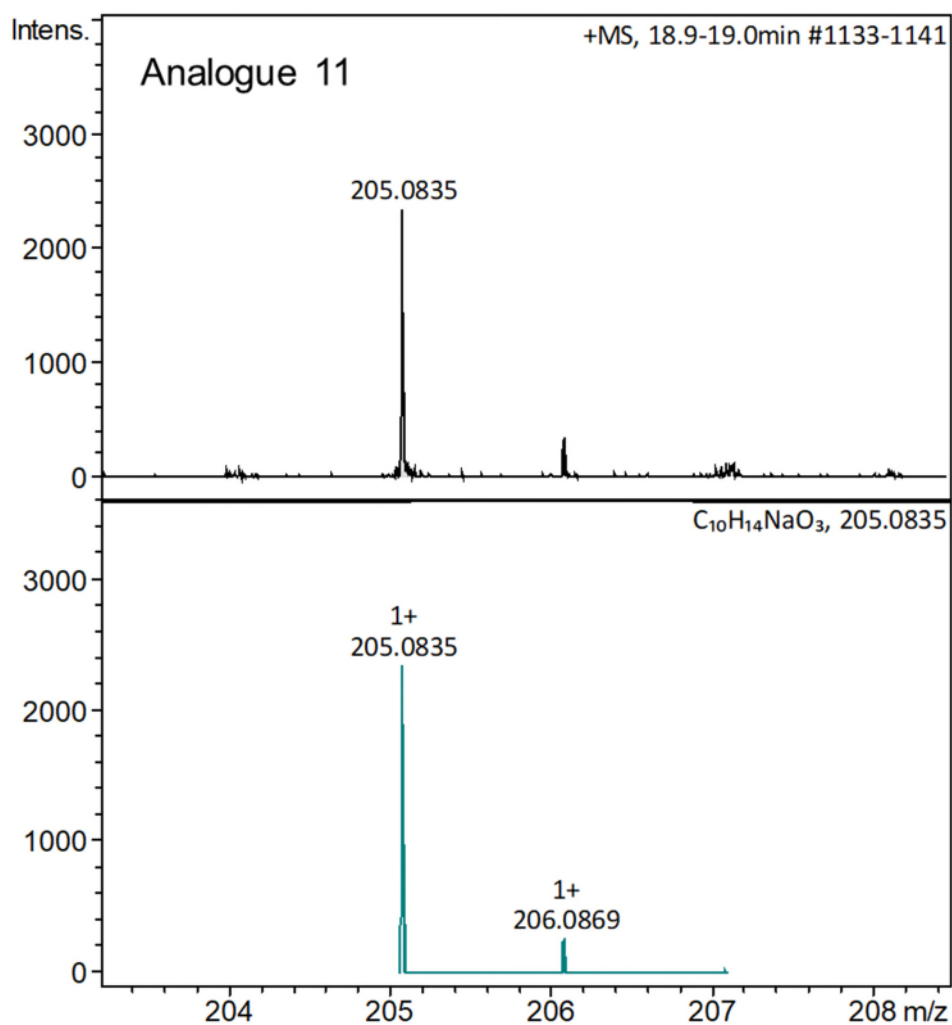 Intens.
+MS, 18.9-19.0min #1133-1141
Analogue 11
3000
205.0835
2000
1000
0
C₁₀H₁₄NaO₃, 205.0835
3000
1+
205.0835
2000
1000
1+
206.0869
0
204 205 206 207 208 m/z